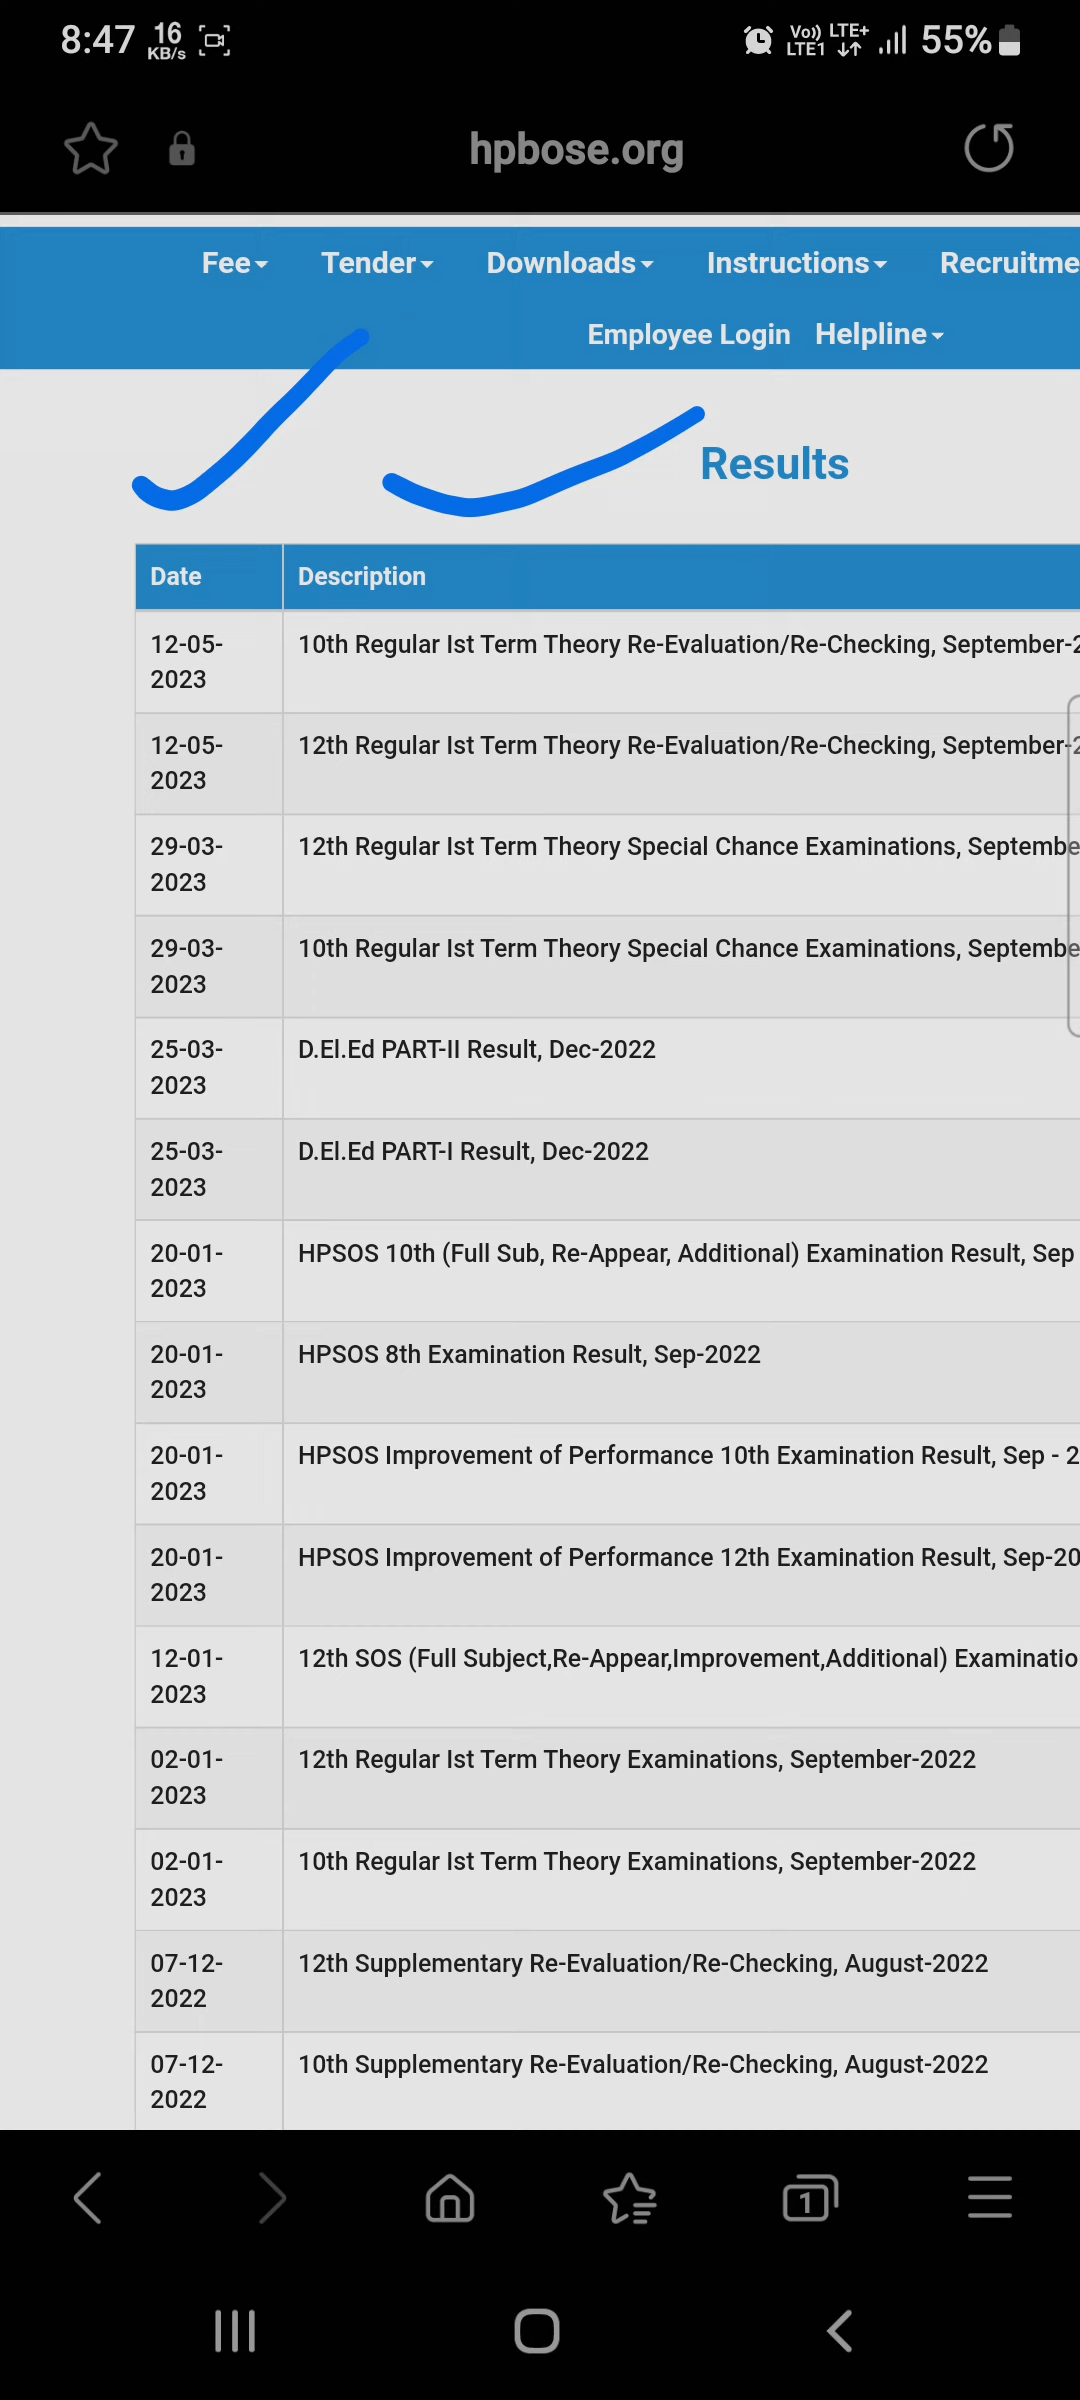 8:47 16 KB/s Vo)) LTE1 LTE+ 55%
hpbose.org
Fee Tender Downloads Instructions Recruitme
Employee Login Helpline
Results
Date Description
12-05-2023 10th Regular Ist Term Theory Re-Evaluation/Re-Checking, September-2
12-05-2023 12th Regular Ist Term Theory Re-Evaluation/Re-Checking, September-2
29-03-2023 12th Regular Ist Term Theory Special Chance Examinations, Septembe
29-03-2023 10th Regular Ist Term Theory Special Chance Examinations, Septembe
25-03-2023 D.El.Ed PART-II Result, Dec-2022
25-03-2023 D.El.Ed PART-I Result, Dec-2022
20-01-2023 HPSOS 10th (Full Sub, Re-Appear, Additional) Examination Result, Sep
20-01-2023 HPSOS 8th Examination Result, Sep-2022
20-01-2023 HPSOS Improvement of Performance 10th Examination Result, Sep - 2
20-01-2023 HPSOS Improvement of Performance 12th Examination Result, Sep-20
12-01-2023 12th SOS (Full Subject,Re-Appear,Improvement,Additional) Examinatio
02-01-2023 12th Regular Ist Term Theory Examinations, September-2022
02-01-2023 10th Regular Ist Term Theory Examinations, September-2022
07-12-2022 12th Supplementary Re-Evaluation/Re-Checking, August-2022
07-12-2022 10th Supplementary Re-Evaluation/Re-Checking, August-2022
1